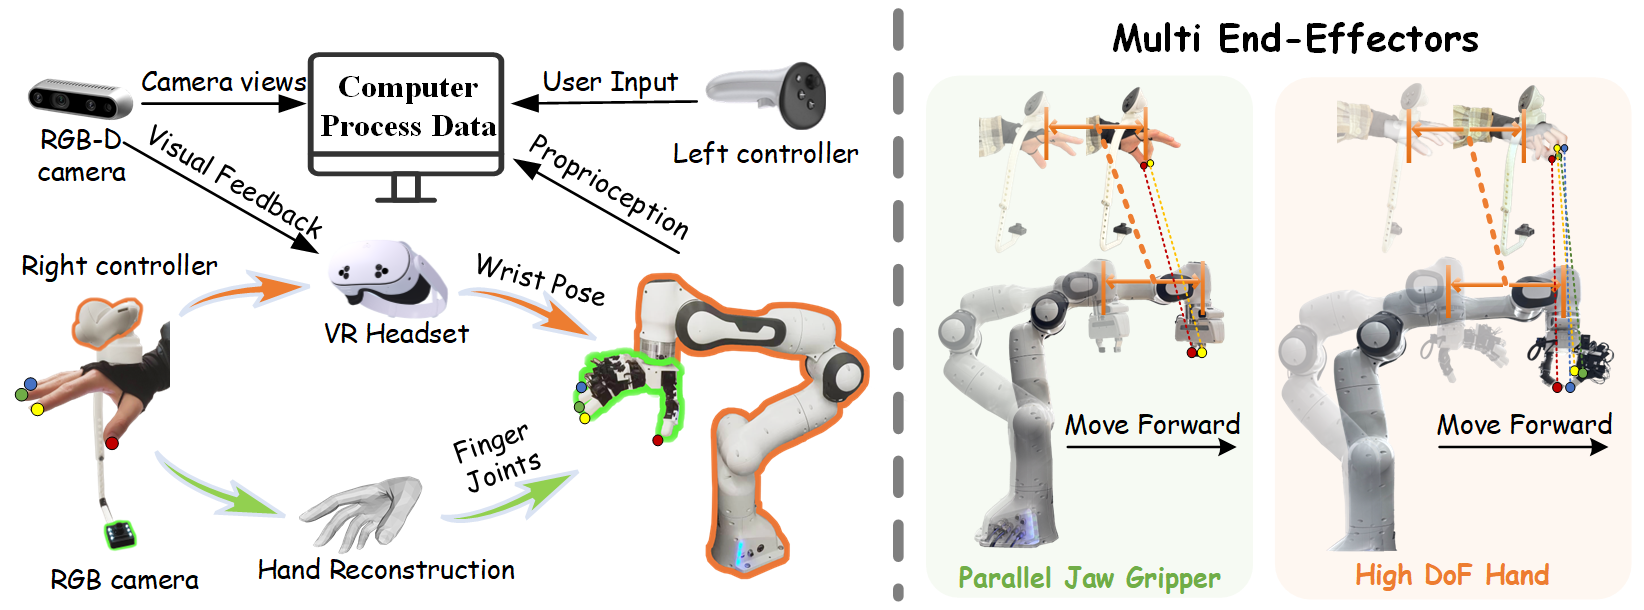 Camera views
Computer
Process Data
User Input
RGB-D
camera
Visual Feedback
Proprioception
Left controller
Right controller
VR Headset
Wrist Pose
Finger
Joints
Hand Reconstruction
RGB camera
Multi End-Effectors
Move Forward
Parallel Jaw Gripper
Move Forward
High DoF Hand